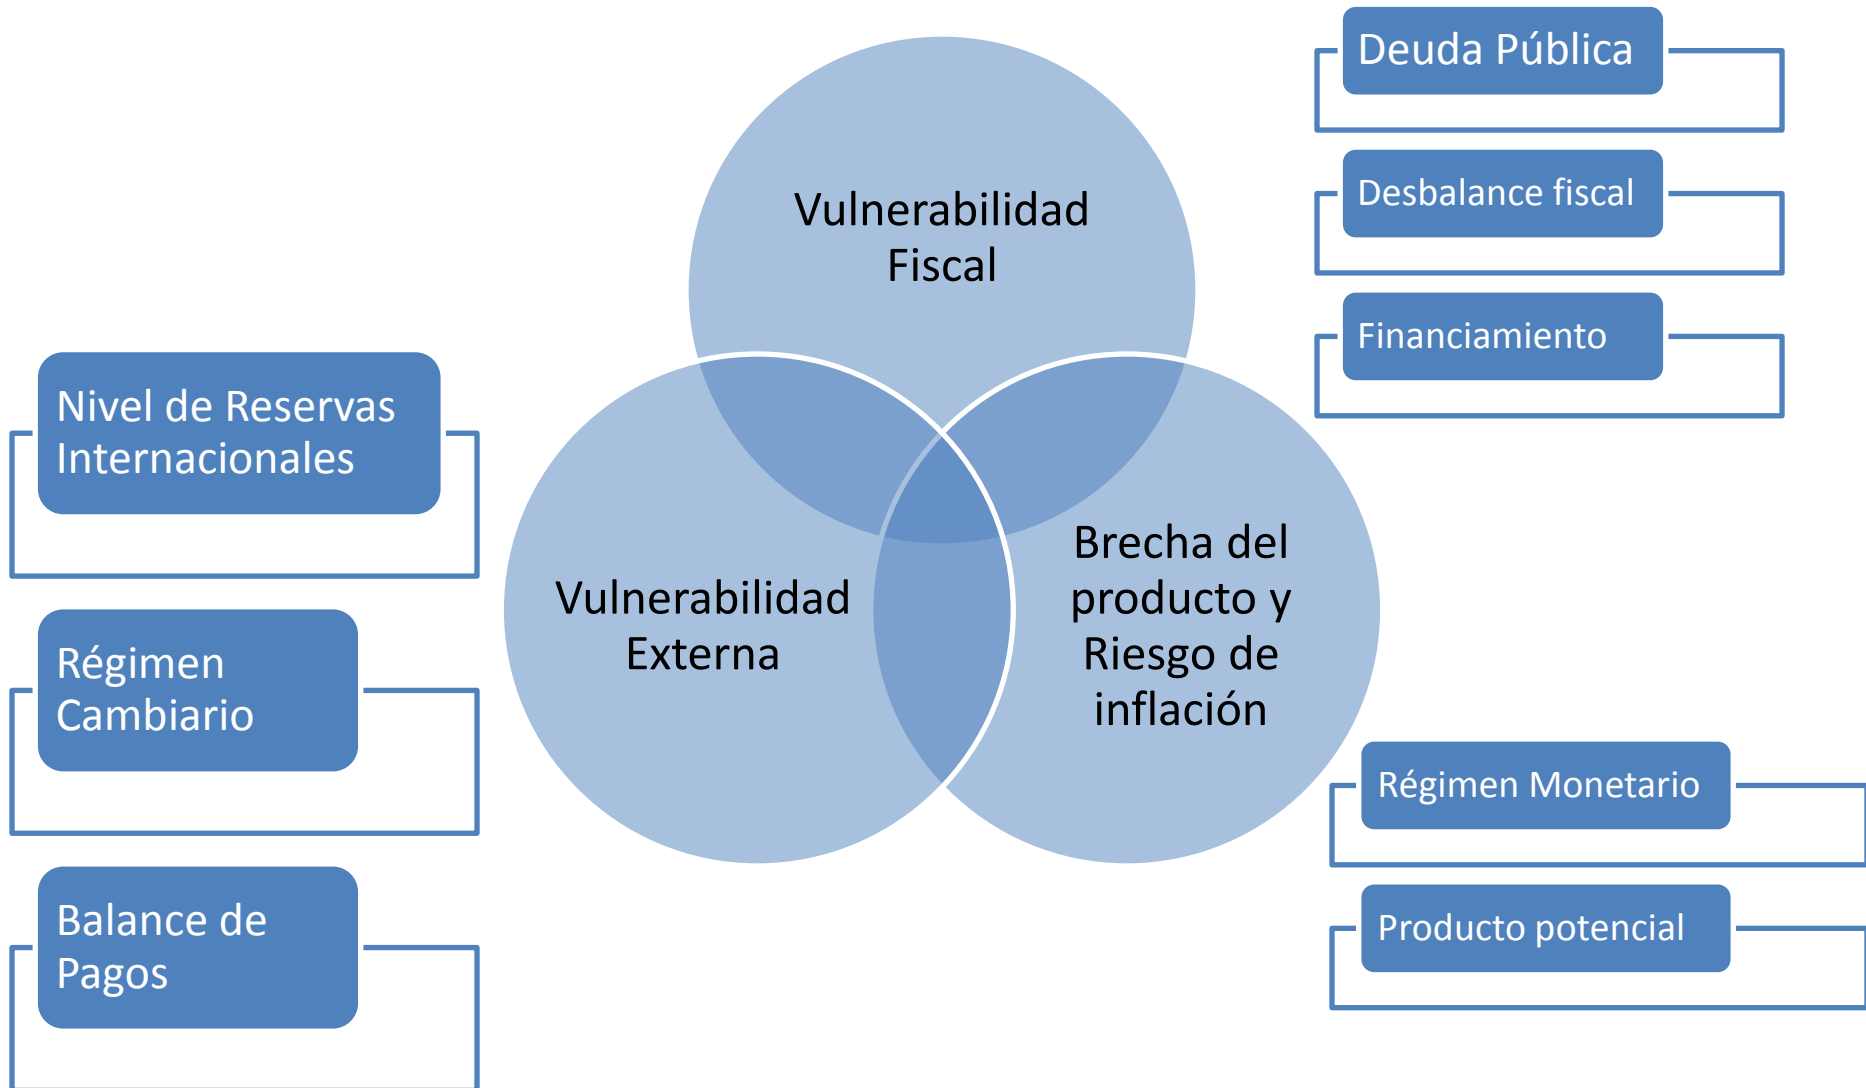 Vulnerabilidad
Fiscal
Vulnerabilidad
Externa
Brecha del
producto y
Riesgo de
inflación
Deuda Pública
Desbalance fiscal
Financiamiento
Nivel de Reservas
Internacionales
Régimen
Cambiario
Balance de
Pagos
Régimen Monetario
Producto potencial